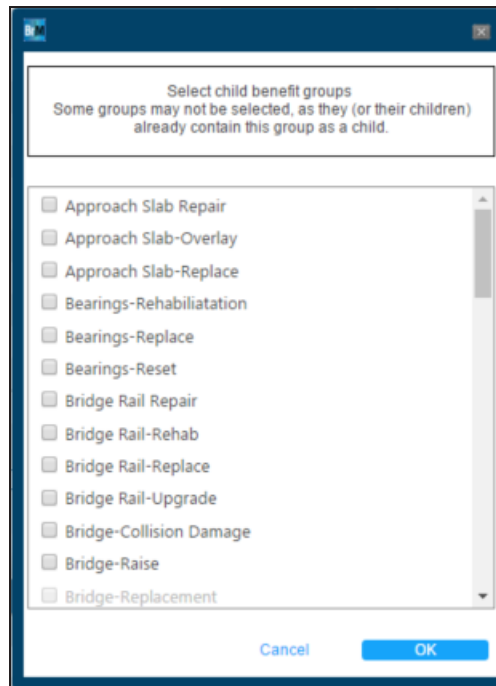 BrM
Select child benefit groups
Some groups may not be selected, as they (or their children)
already contain this group as a child.
Approach Slab Repair
Approach Slab-Overlay
Approach Slab-Replace
Bearings-Rehabiliatation
Bearings-Replace
Bearings-Reset
Bridge Rail Repair
Bridge Rail-Rehab
Bridge Rail-Replace
Bridge Rail-Upgrade
Bridge-Collision Damage
Bridge-Raise
Bridge-Replacement
Cancel OK